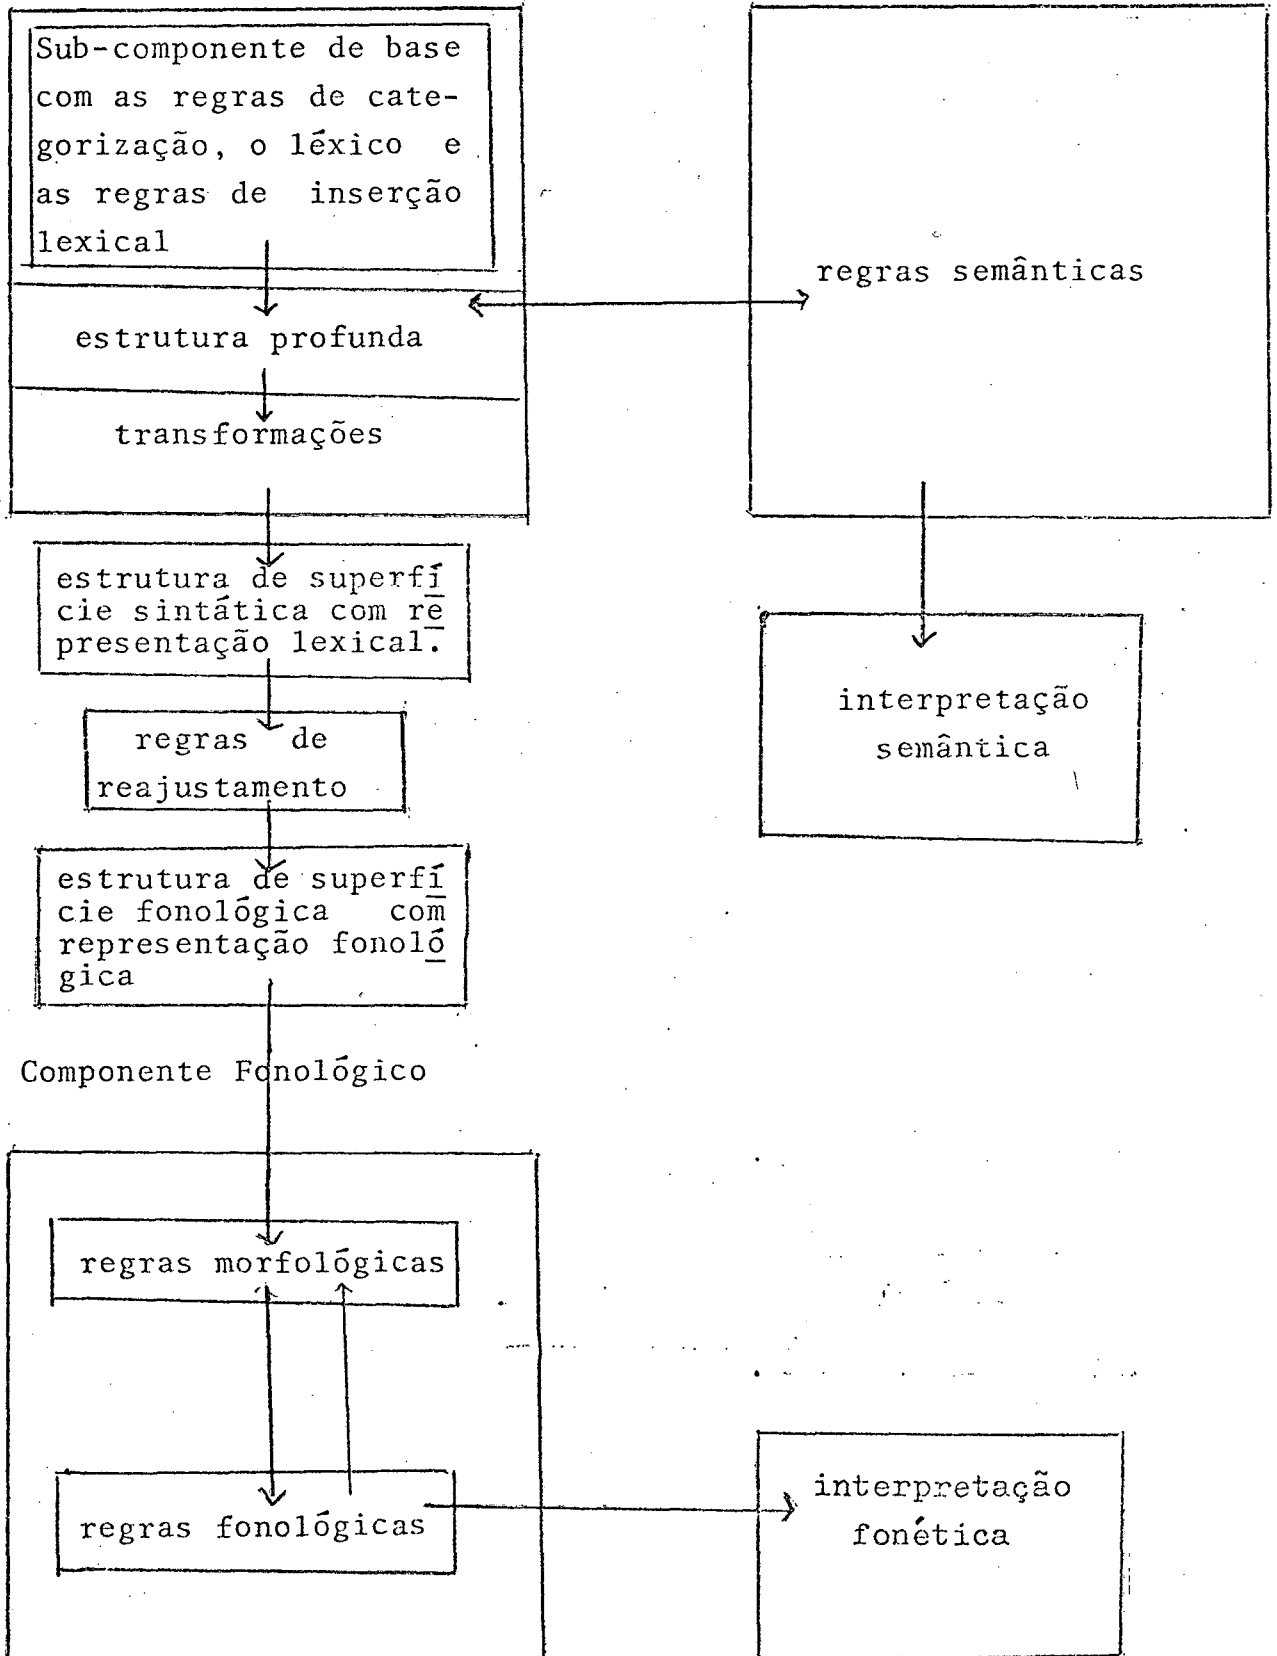 Sub-componente de base
com as regras de cate-
gorização, o léxico e
as regras de inserção
lexical
estrutura profunda
transformações
regras semânticas
estrutura de superfí
cie sintática com re
presentação lexical.
interpretação
semântica
regras de
reajustamento
estrutura de superfí
cie fonológica com
representação fonoló
gica
Componente Fonológico
regras morfológicas
regras fonológicas
interpretação
fonética